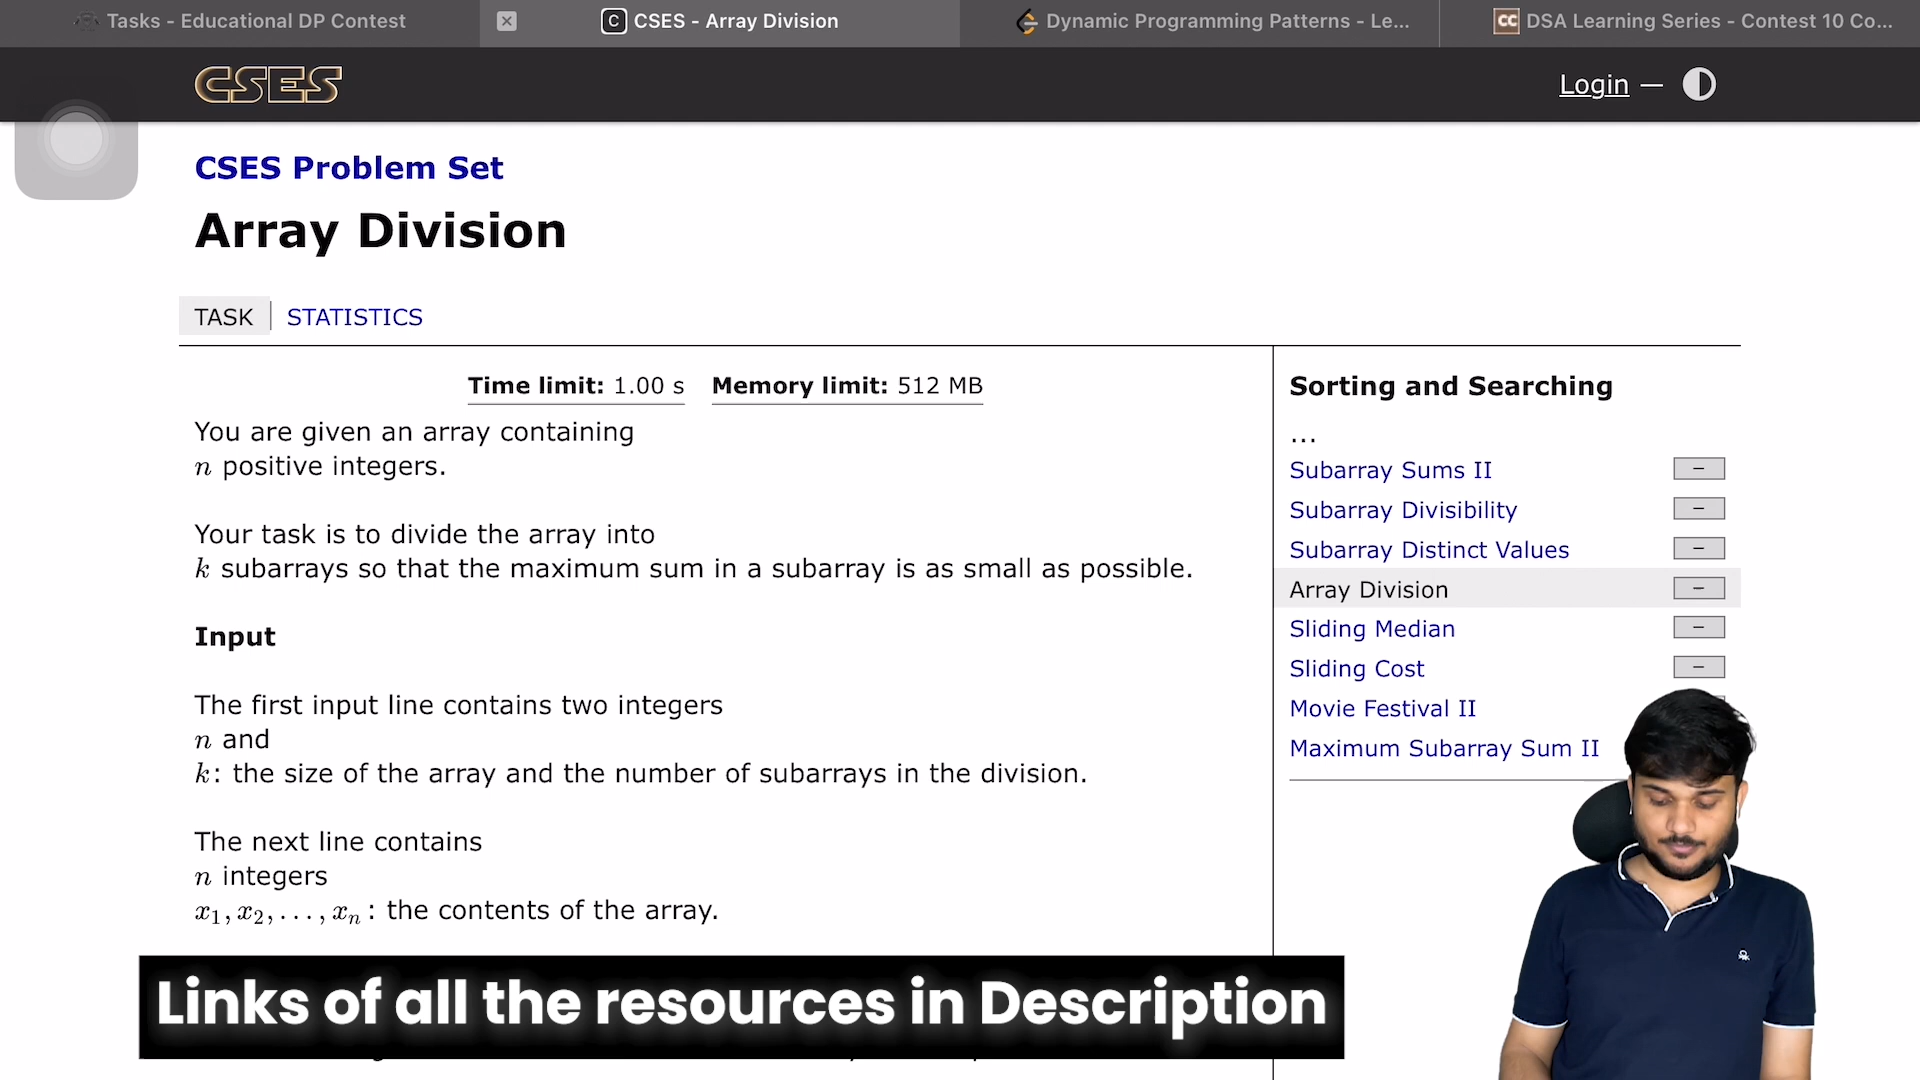 Tasks - Educational DP Contest
CSES - Array Division
Dynamic Programming Patterns - Le...
DSA Learning Series - Contest 10 Co...
CSES
Login —
CSES Problem Set
Array Division
TASK
STATISTICS
Time limit: 1.00 s Memory limit: 512 MB
You are given an array containing
n positive integers.
Your task is to divide the array into
k subarrays so that the maximum sum in a subarray is as small as possible.
Input
The first input line contains two integers
n and
k: the size of the array and the number of subarrays in the division.
The next line contains
n integers
x1, x2, ..., xn: the contents of the array.
Sorting and Searching
...
Subarray Sums II –
Subarray Divisibility –
Subarray Distinct Values –
Array Division –
Sliding Median –
Sliding Cost –
Movie Festival II
Maximum Subarray Sum II
Links of all the resources in Description